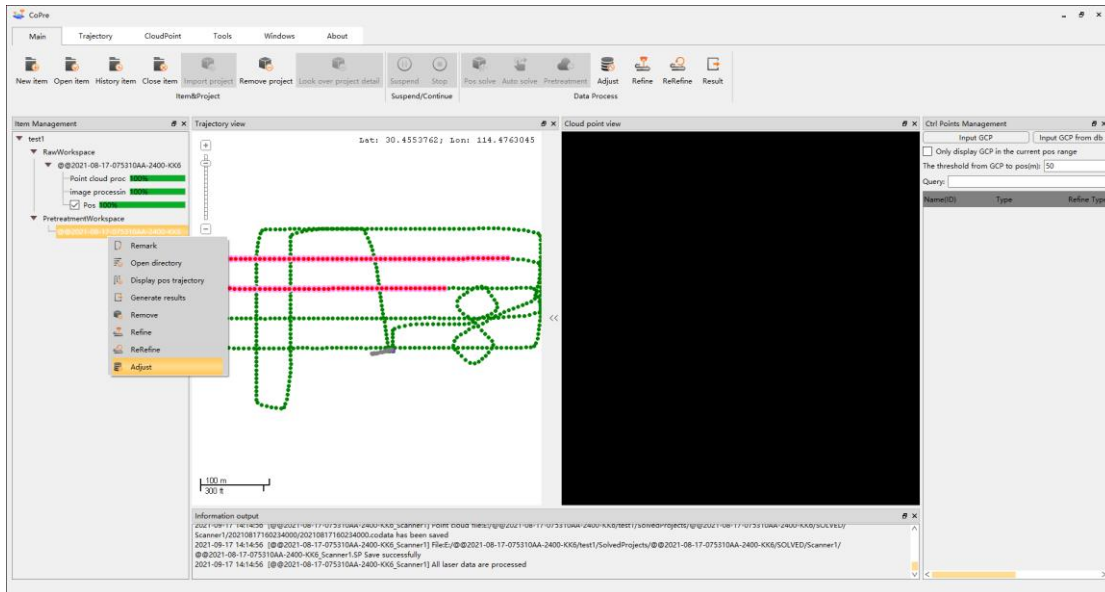 CoPre
Main Trajectory CloudPoint Tools Windows About
New item Open item History item Close item Import project Remove project Look over project detail Suspend Stop Pos solve Auto solve Pretreatment Adjust Refine ReRefine Result
Item&Project Suspend/Continue Data Process
Item Management Trajectory view Cloud point view Ctrl Points Management
test1
RawWorkspace
@@2021-08-17-075310AA-2400-KK6
Point cloud proc 100%
image processin 100%
Pos 100%
PretreatmentWorkspace
@@2021-08-17-075310AA-2400-KK6
Remark
Open directory
Display pos trajectory
Generate results
Remove
Refine
ReRefine
Adjust
Lat: 30.4553762; Lon: 114.4763045
100 m
300 ft
<<
Input GCP Input GCP from db
Only display GCP in the current pos range
The threshold from GCP to pos(m): 50
Query:
Name(ID) Type Refine Type
Information output
2021-09-17 14:14:56 [@@2021-08-17-075310AA-2400-KK6_Scanner1] Point cloud file:E:/@@2021-08-17-075310AA-2400-KK6/test1/SolvedProjects/@@2021-08-17-075310AA-2400-KK6/SOLVED/
Scanner1/20210817160234000/20210817160234000.codata has been saved
2021-09-17 14:14:56 [@@2021-08-17-075310AA-2400-KK6_Scanner1] File:E:/@@2021-08-17-075310AA-2400-KK6/test1/SolvedProjects/@@2021-08-17-075310AA-2400-KK6/SOLVED/Scanner1/
@@2021-08-17-075310AA-2400-KK6_Scanner1.SP Save successfully
2021-09-17 14:14:56 [@@2021-08-17-075310AA-2400-KK6_Scanner1] All laser data are processed